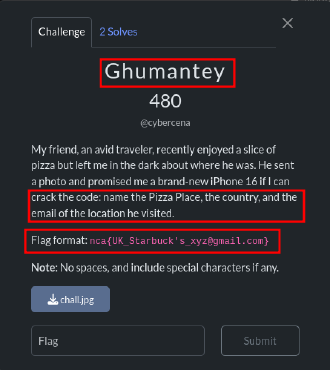 Challenge
2 Solves
Ghumantey
480
@cybercena
My friend, an avid traveler, recently enjoyed a slice of
pizza but left me in the dark about where he was. He sent
a photo and promised me a brand-new iPhone 16 if I can
crack the code: name the Pizza Place, the country, and the
email of the location he visited.
Flag format: nca{UK_Starbuck's_xyz@gmail.com}
Note: No spaces, and include special characters if any.
chall.jpg
Flag
Submit